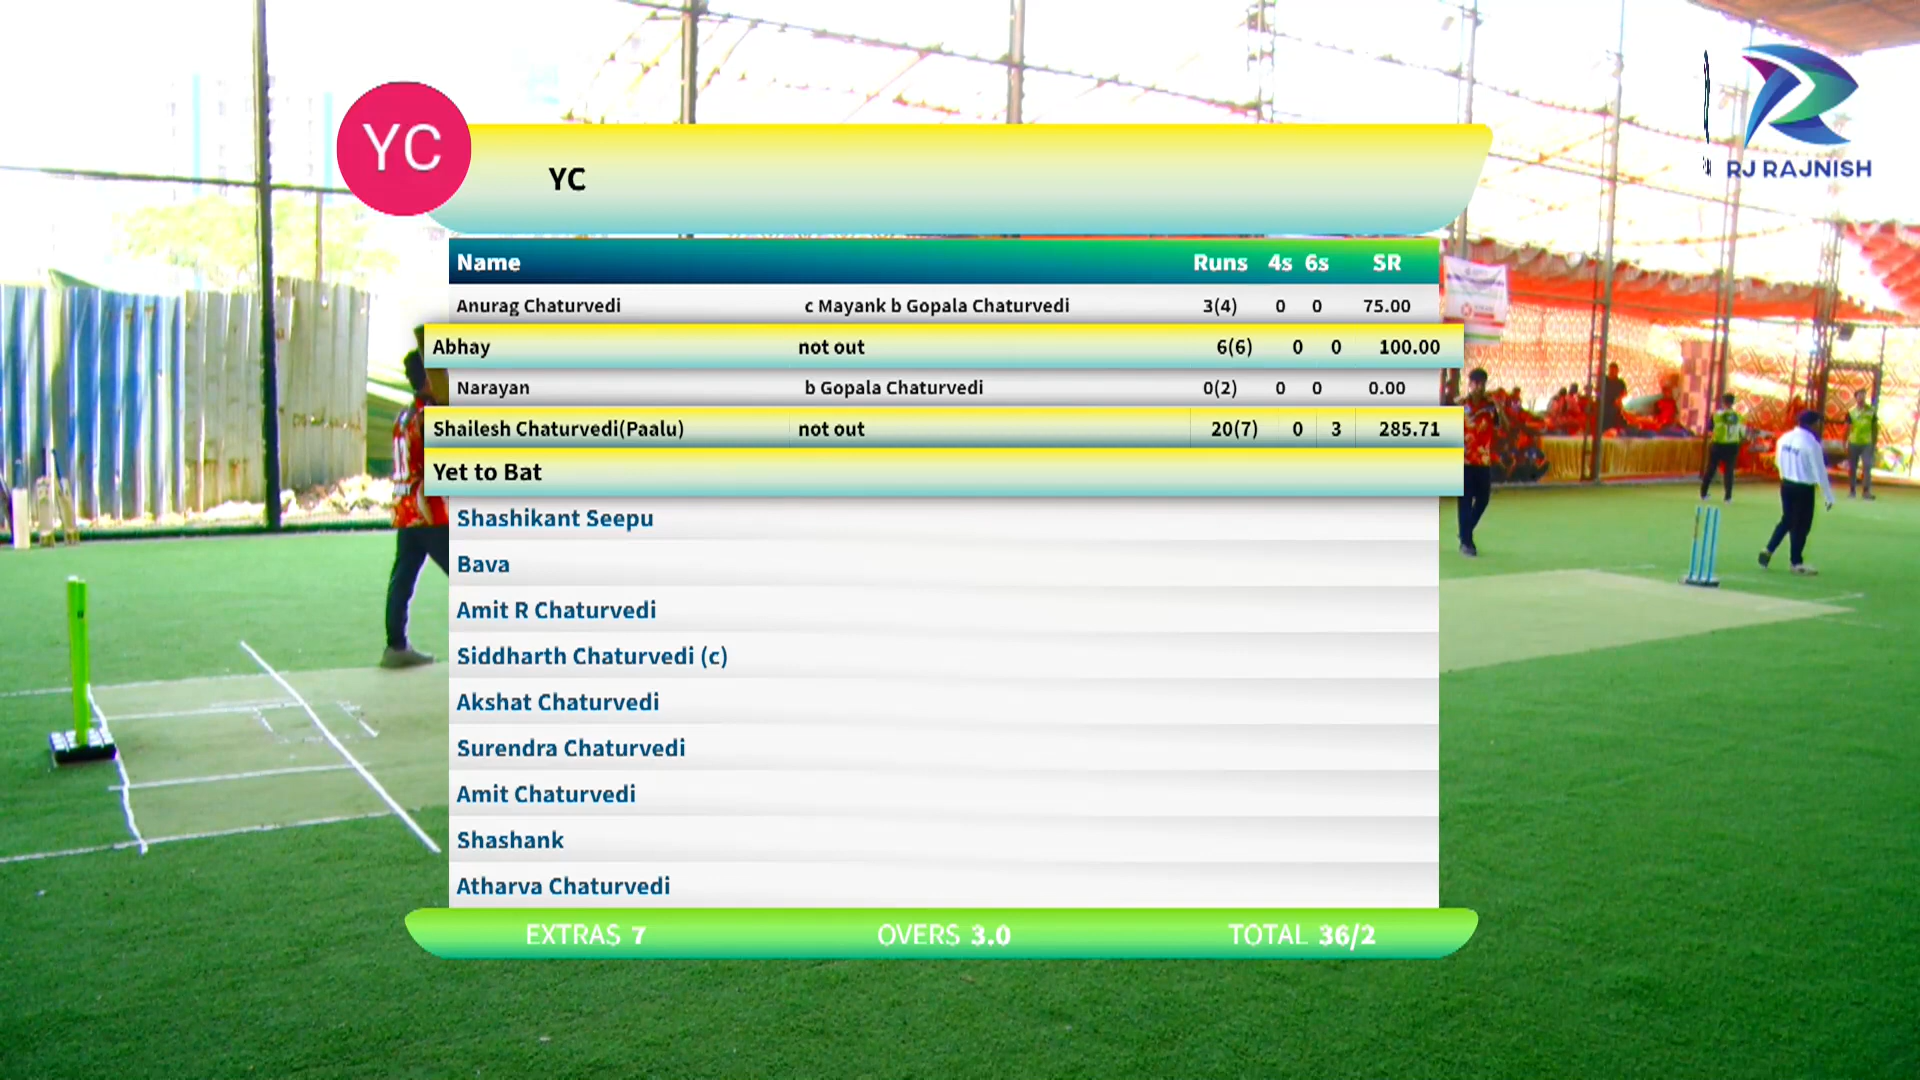 YC
YC
RJ RAJNISH
Name Runs 4s 6s SR
Anurag Chaturvedi c Mayank b Gopala Chaturvedi 3(4) 0 0 75.00
Abhay not out 6(6) 0 0 100.00
Narayan b Gopala Chaturvedi 0(2) 0 0 0.00
Shailesh Chaturvedi(Paalu) not out 20(7) 0 3 285.71
Yet to Bat
Shashikant Seepu
Bava
Amit R Chaturvedi
Siddharth Chaturvedi (c)
Akshat Chaturvedi
Surendra Chaturvedi
Amit Chaturvedi
Shashank
Atharva Chaturvedi
EXTRAS 7 OVERS 3.0 TOTAL 36/2